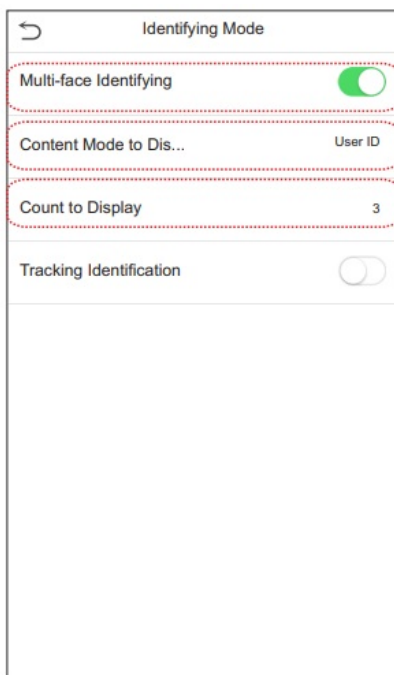 Identifying Mode
Multi-face Identifying
Content Mode to Dis... User ID
Count to Display 3
Tracking Identification